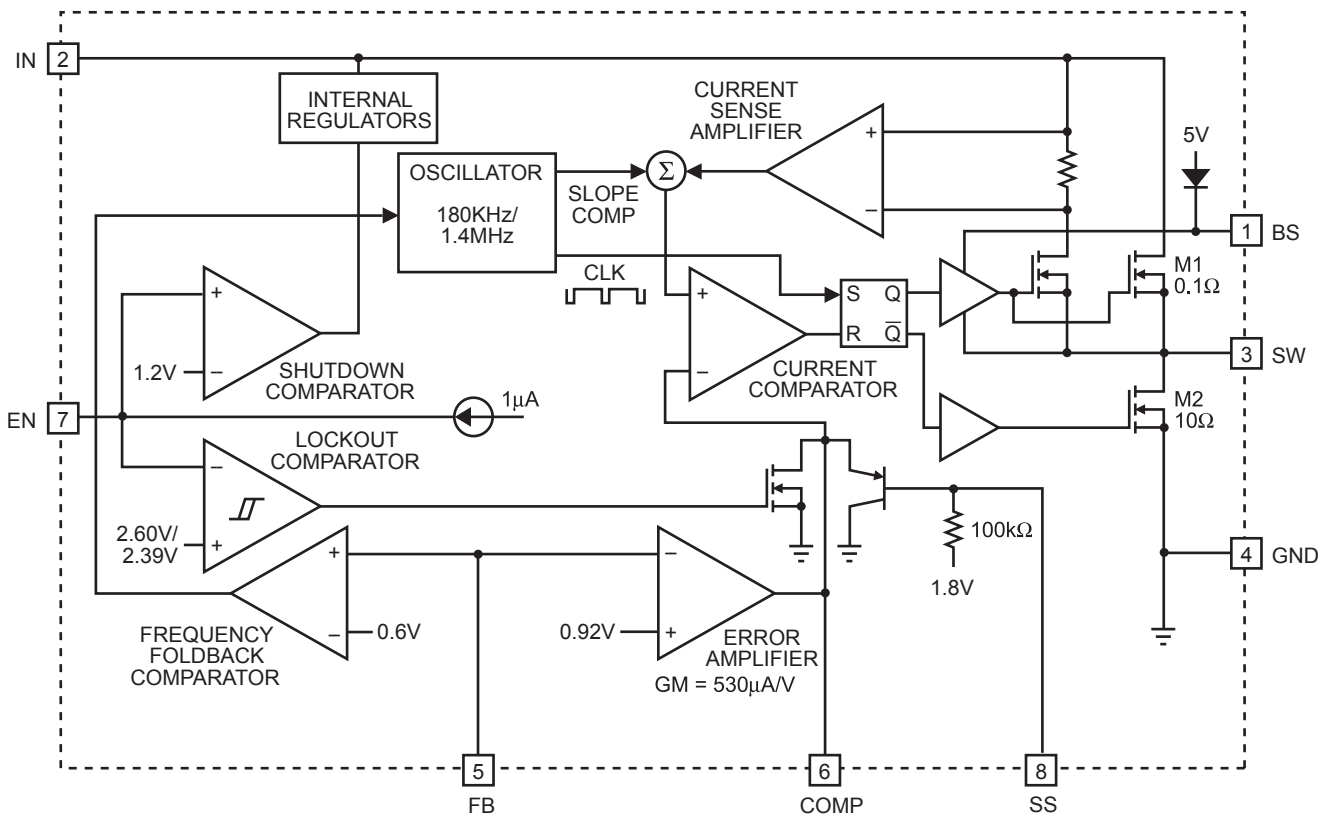 IN
2
INTERNAL
REGULATORS
CURRENT
SENSE
AMPLIFIER
+
−
5V
OSCILLATOR
180KHz/
1.4MHz
SLOPE
COMP
Σ
CLK
1
BS
M1
0.1Ω
+
−
1.2V
SHUTDOWN
COMPARATOR
+
−
CURRENT
COMPARATOR
S
Q
R
Q̅
3
SW
EN
7
1μA
M2
10Ω
LOCKOUT
COMPARATOR
−
+
2.60V/
2.39V
100kΩ
1.8V
4
GND
+
−
0.6V
FREQUENCY
FOLDBACK
COMPARATOR
−
+
0.92V
ERROR
AMPLIFIER
GM = 530μA/V
5
FB
6
COMP
8
SS